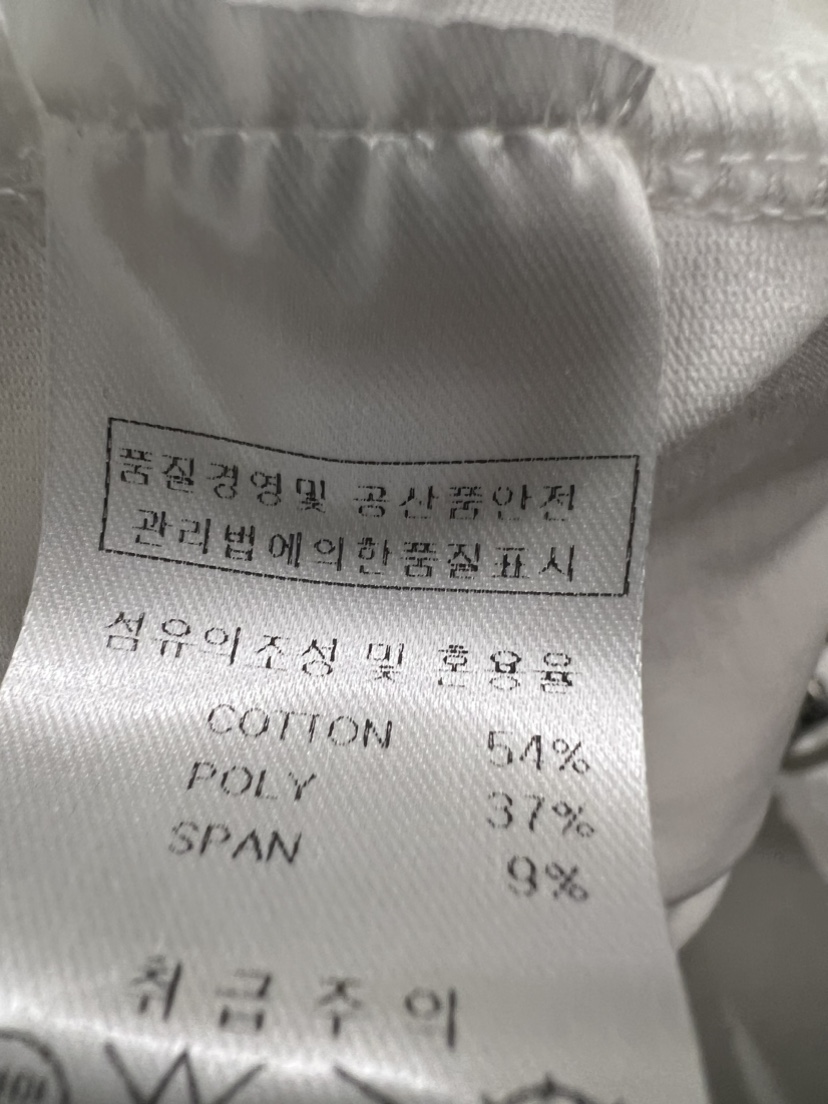 품질경영및 공산품안전
관리법에의한품질표시
섬유의조성 및 혼용율
COTTON 54%
POLY 37%
SPAN 9%
취급주의